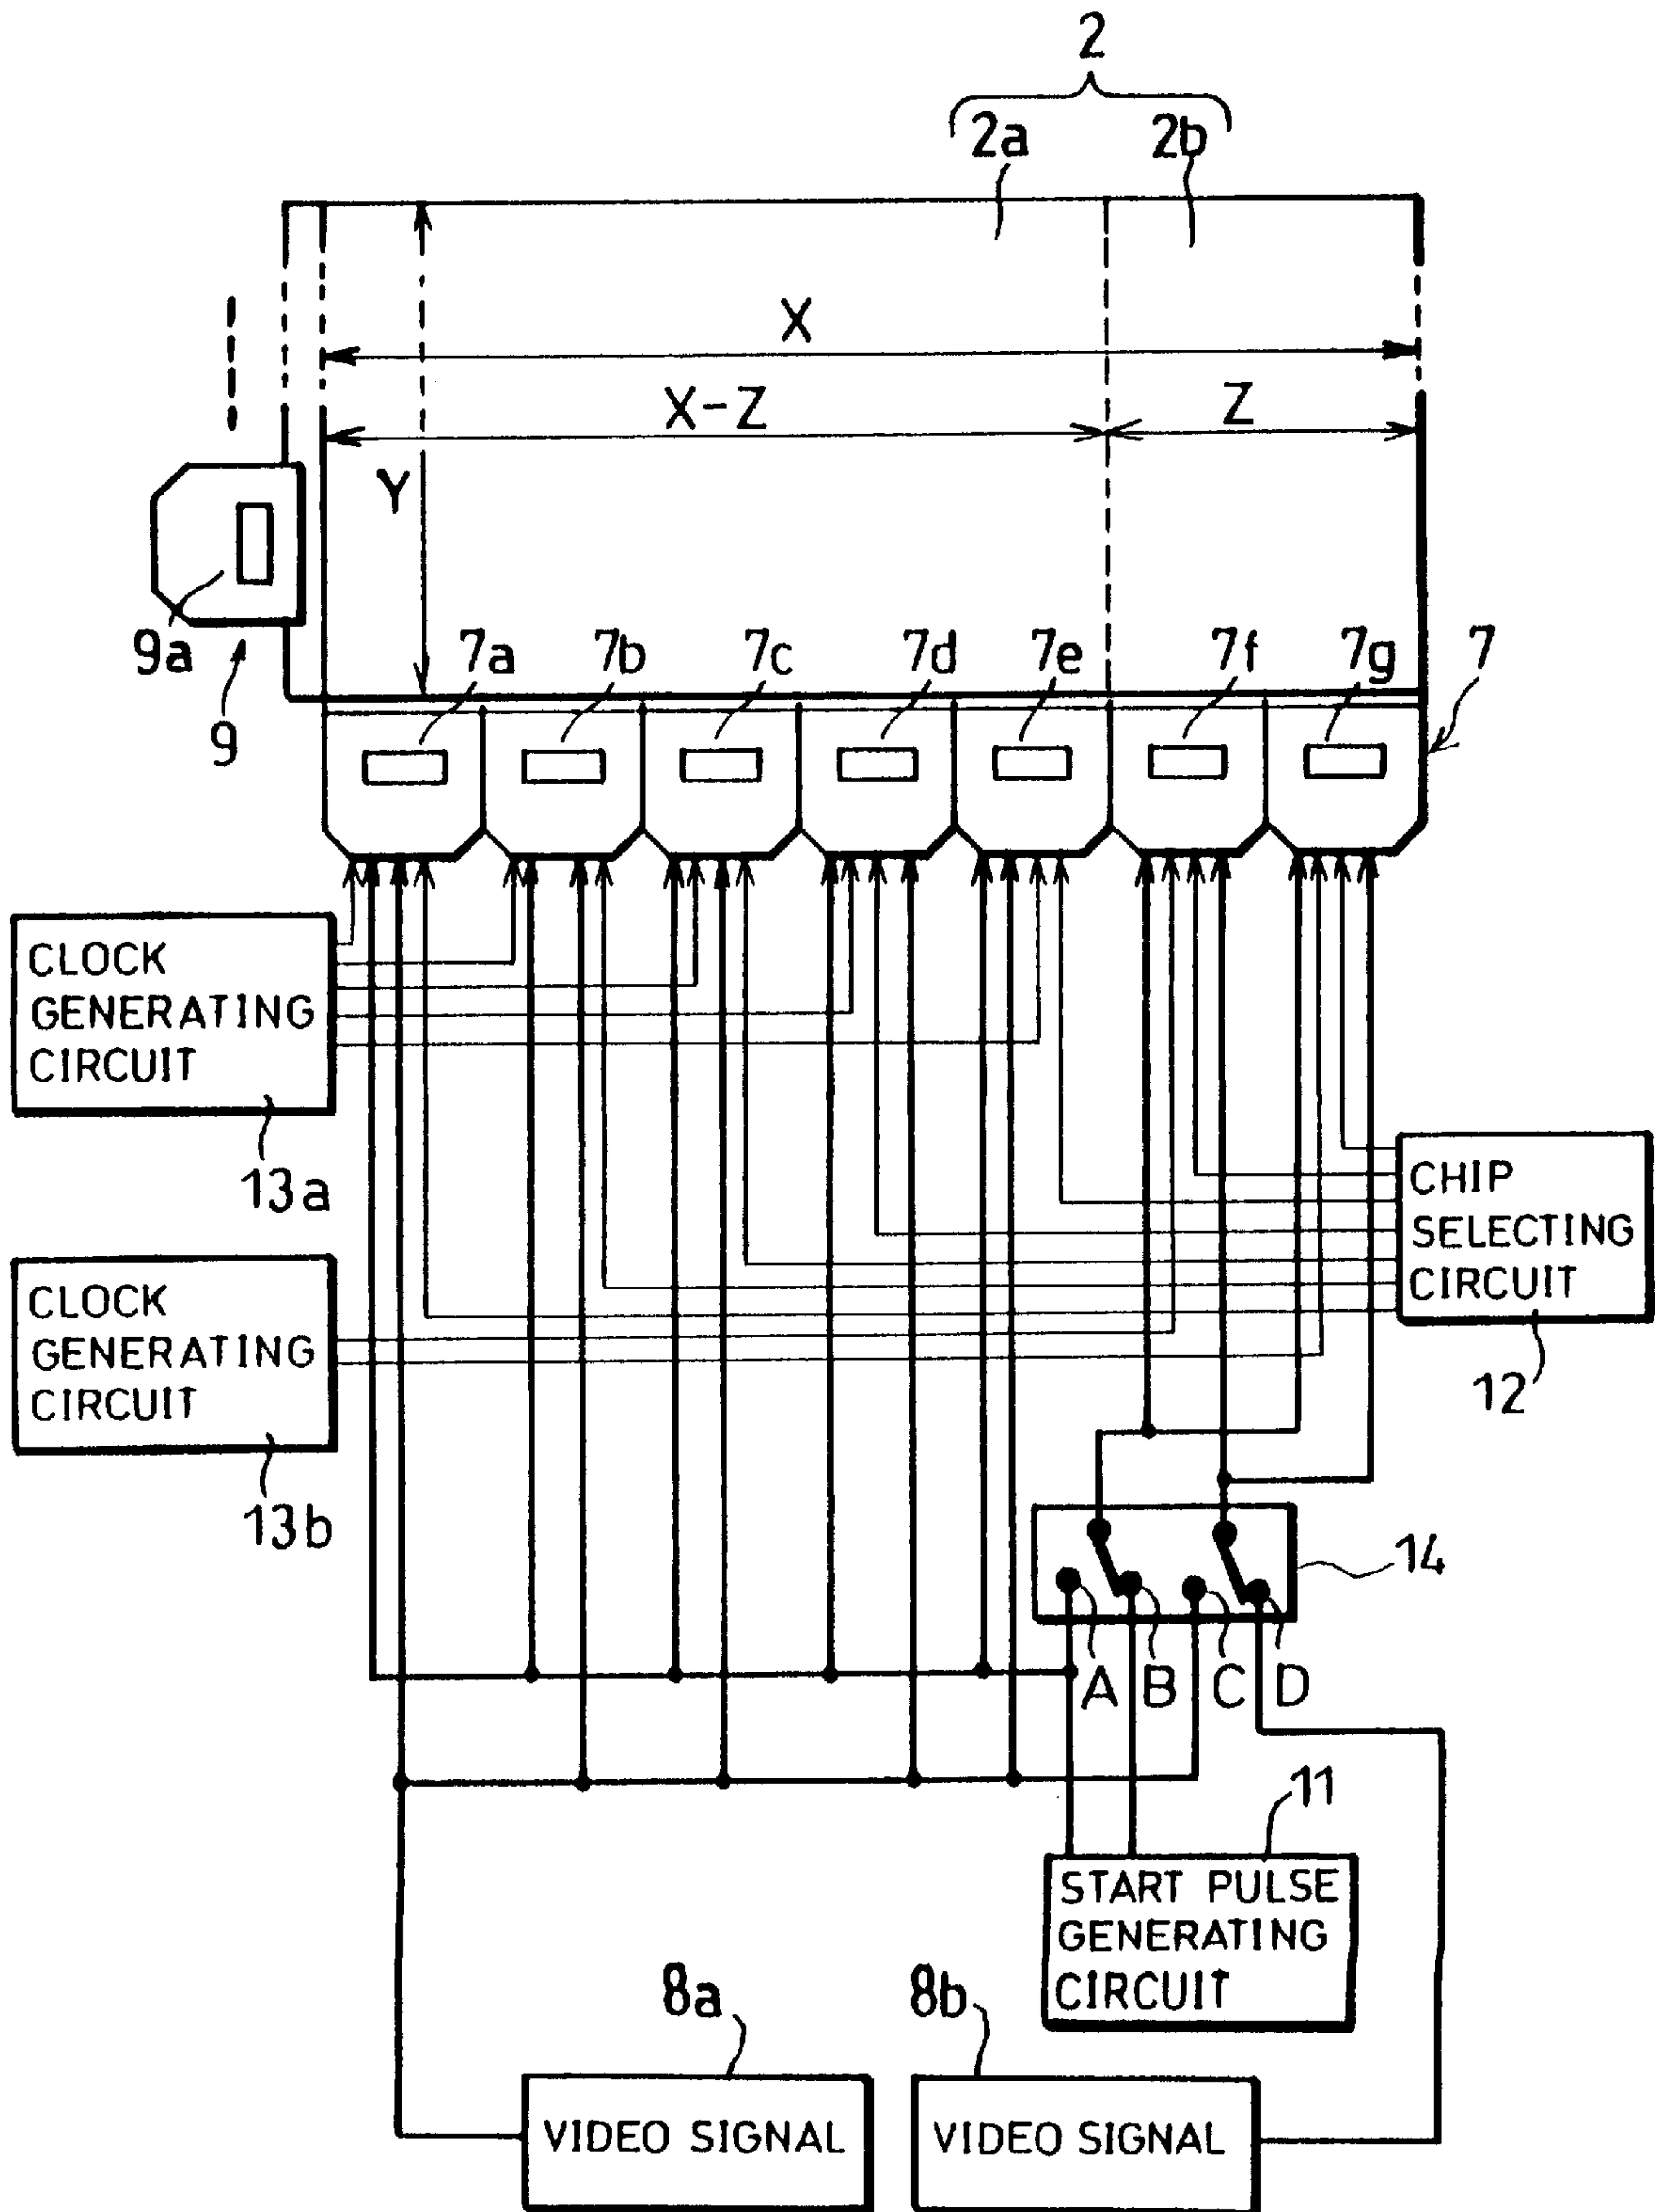 2
2a 2b
X
X-Z Z
Y
9a
9
7a 7b 7c 7d 7e 7f 7g 7
CLOCK
GENERATING
CIRCUIT
13a
CHIP
SELECTING
CIRCUIT
12
CLOCK
GENERATING
CIRCUIT
13b
14
A B C D
11
START PULSE
GENERATING
CIRCUIT
8a
VIDEO SIGNAL
8b
VIDEO SIGNAL